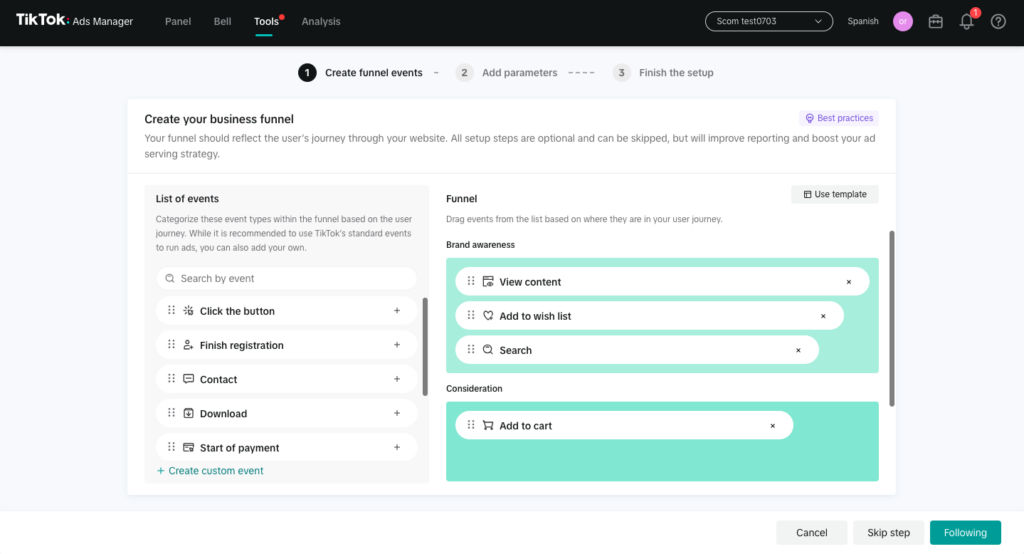 TikTok: Ads Manager
Panel
Bell
Tools
Analysis
Scom test0703
Spanish
or
1
1 Create funnel events
2 Add parameters
3 Finish the setup
Create your business funnel
Best practices
Your funnel should reflect the user's journey through your website. All setup steps are optional and can be skipped, but will improve reporting and boost your ad
serving strategy.
List of events
Categorize these event types within the funnel based on the user
journey. While it is recommended to use TikTok's standard events
to run ads, you can also add your own.
Search by event
Click the button
Finish registration
Contact
Download
Start of payment
+ Create custom event
Funnel
Use template
Drag events from the list based on where they are in your user journey.
Brand awareness
View content
Add to wish list
Search
Consideration
Add to cart
Cancel
Skip step
Following